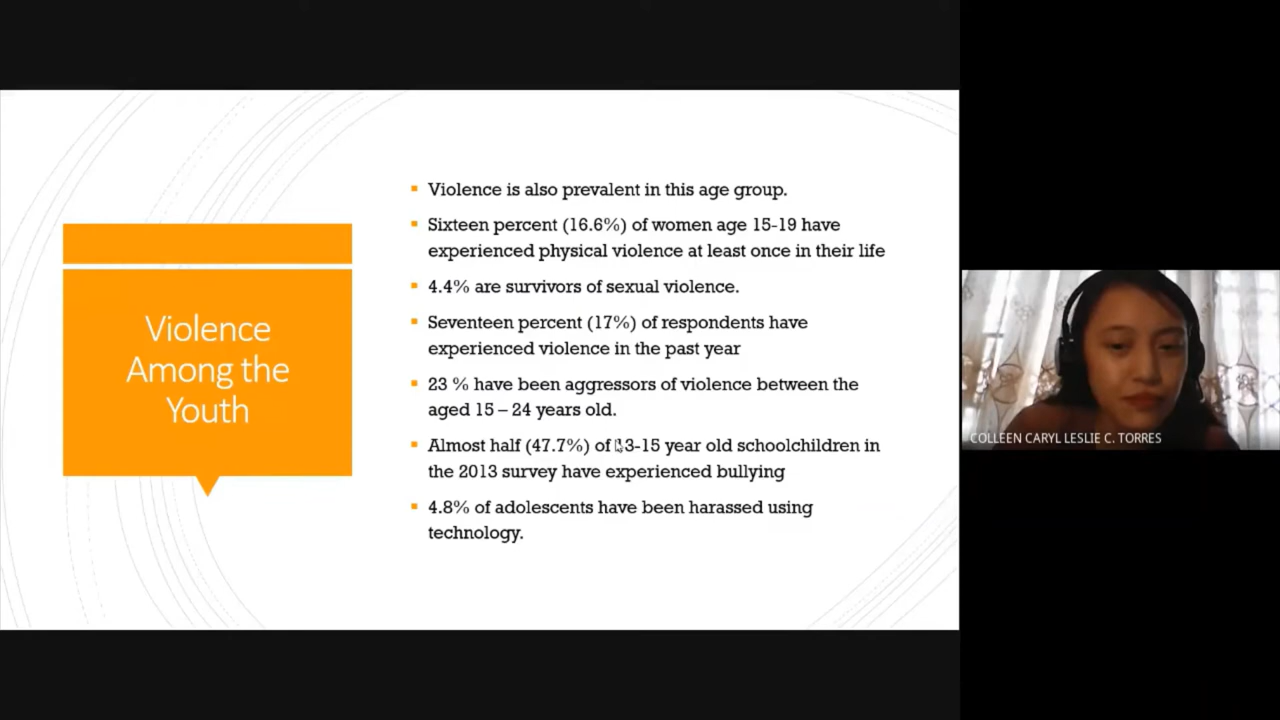 Violence
Among the
Youth
Violence is also prevalent in this age group.
Sixteen percent (16.6%) of women age 15-19 have
experienced physical violence at least once in their life
4.4% are survivors of sexual violence.
Seventeen percent (17%) of respondents have
experienced violence in the past year
23 % have been aggressors of violence between the
aged 15 – 24 years old.
Almost half (47.7%) of 13-15 year old schoolchildren in
the 2013 survey have experienced bullying
4.8% of adolescents have been harassed using
technology.
COLLEEN CARYL LESLIE C. TORRES